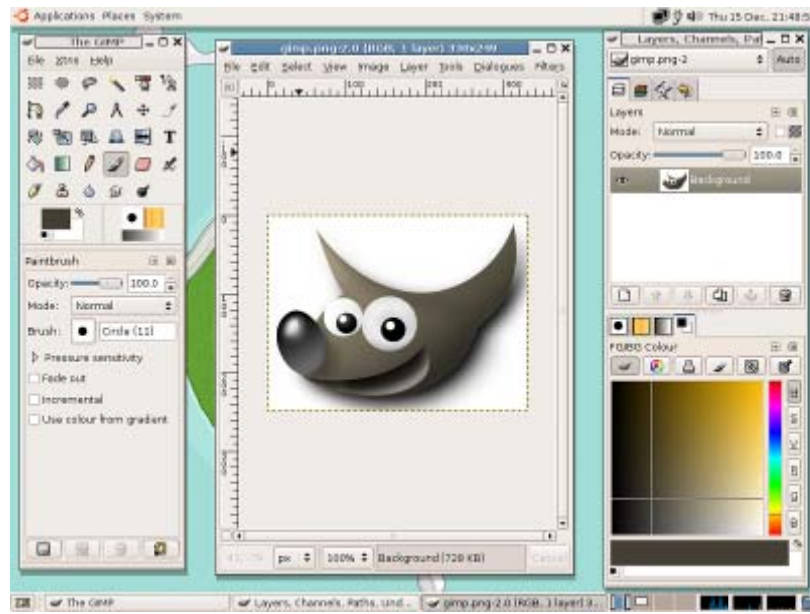 Applications Places System
Thu 15 Dec, 21:48:5
The GIMP
File Xtns Help
Paintbrush
Opacity: 100.0
Mode: Normal
Brush: Circle (11)
Pressure sensitivity
Fade out
Incremental
Use colour from gradient
gimp.png-2.0 (RGB, 1 layer) 330x249
File Edit Select View Image Layer Tools Dialogues Filters
px 100% Background (728 KB) Cancel
Layers, Channels, Pat
gimp.png-2 Auto
Layers
Mode: Normal
Opacity: 100.0
Background
FG/BG Colour
H
S
V
R
G
B
The GIMP
Layers, Channels, Paths, Und...
gimp.png-2.0 (RGB, 1 layer) 3...